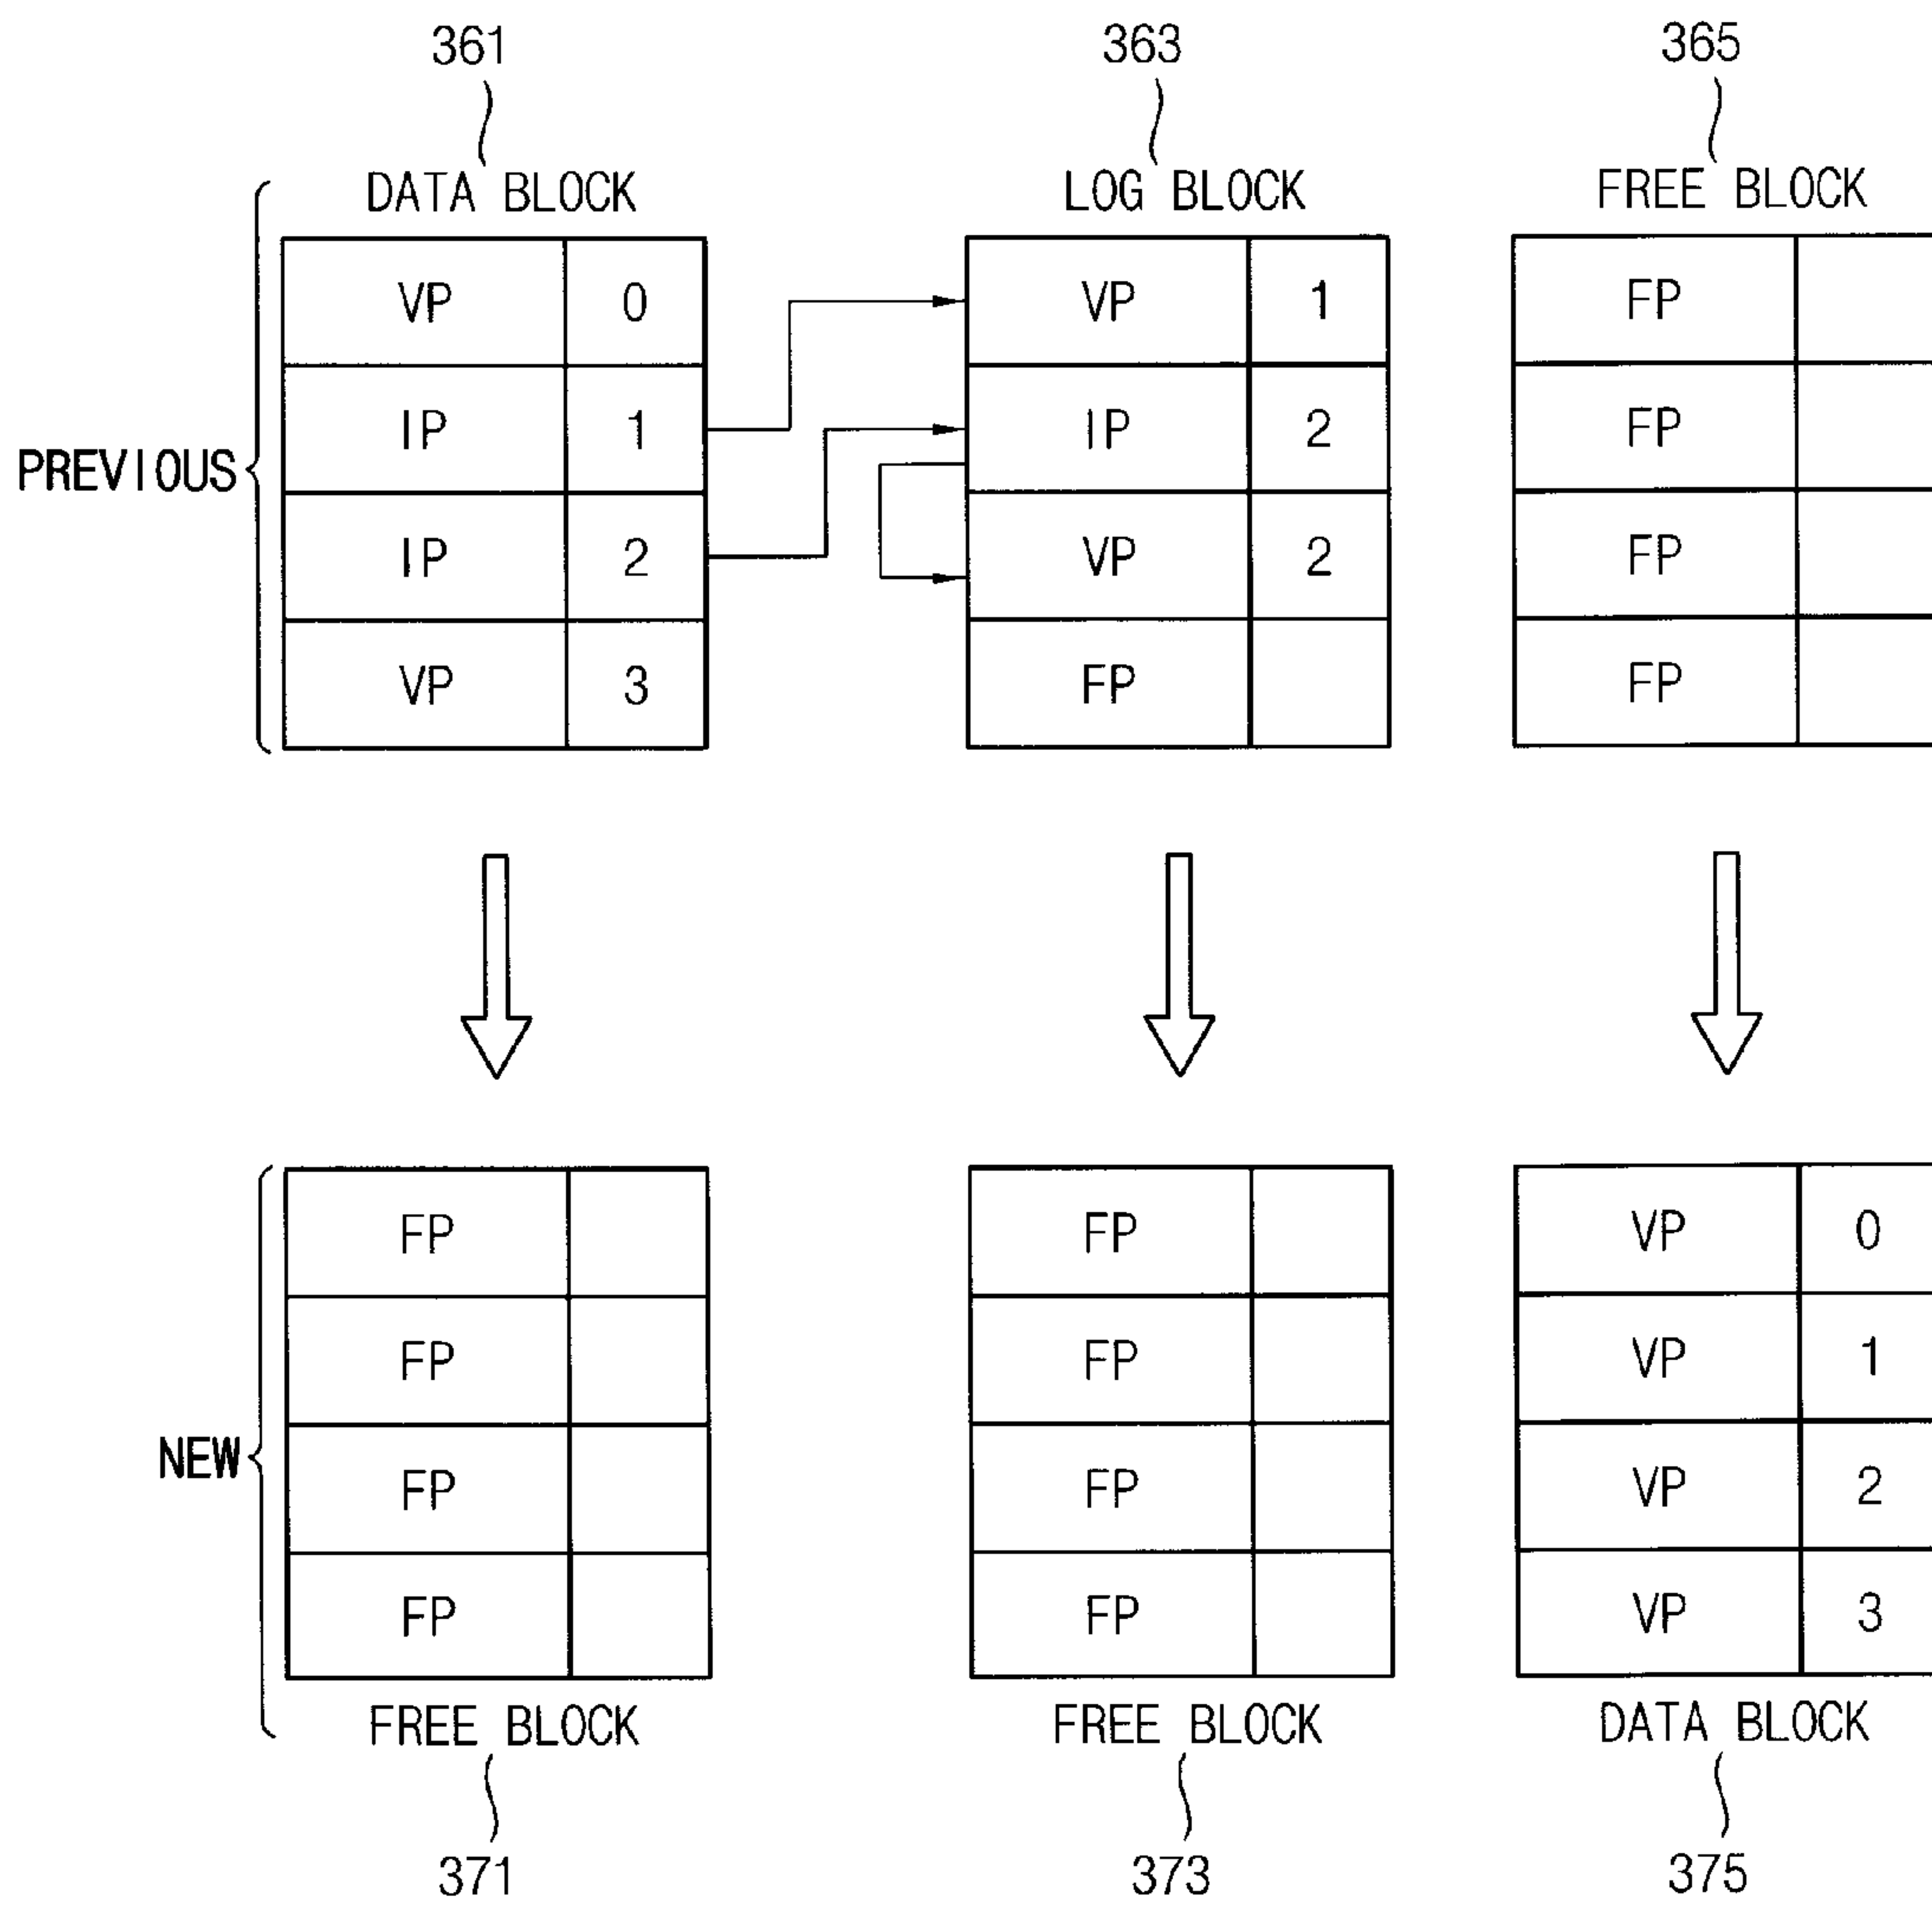 361 363 365
DATA BLOCK LOG BLOCK FREE BLOCK
VP 0 VP 1 FP
IP 1 IP 2 FP
PREVIOUS
IP 2 VP 2 FP
VP 3 FP FP
FP FP VP 0
FP FP VP 1
NEW
FP FP VP 2
FP FP VP 3
FREE BLOCK FREE BLOCK DATA BLOCK
371 373 375